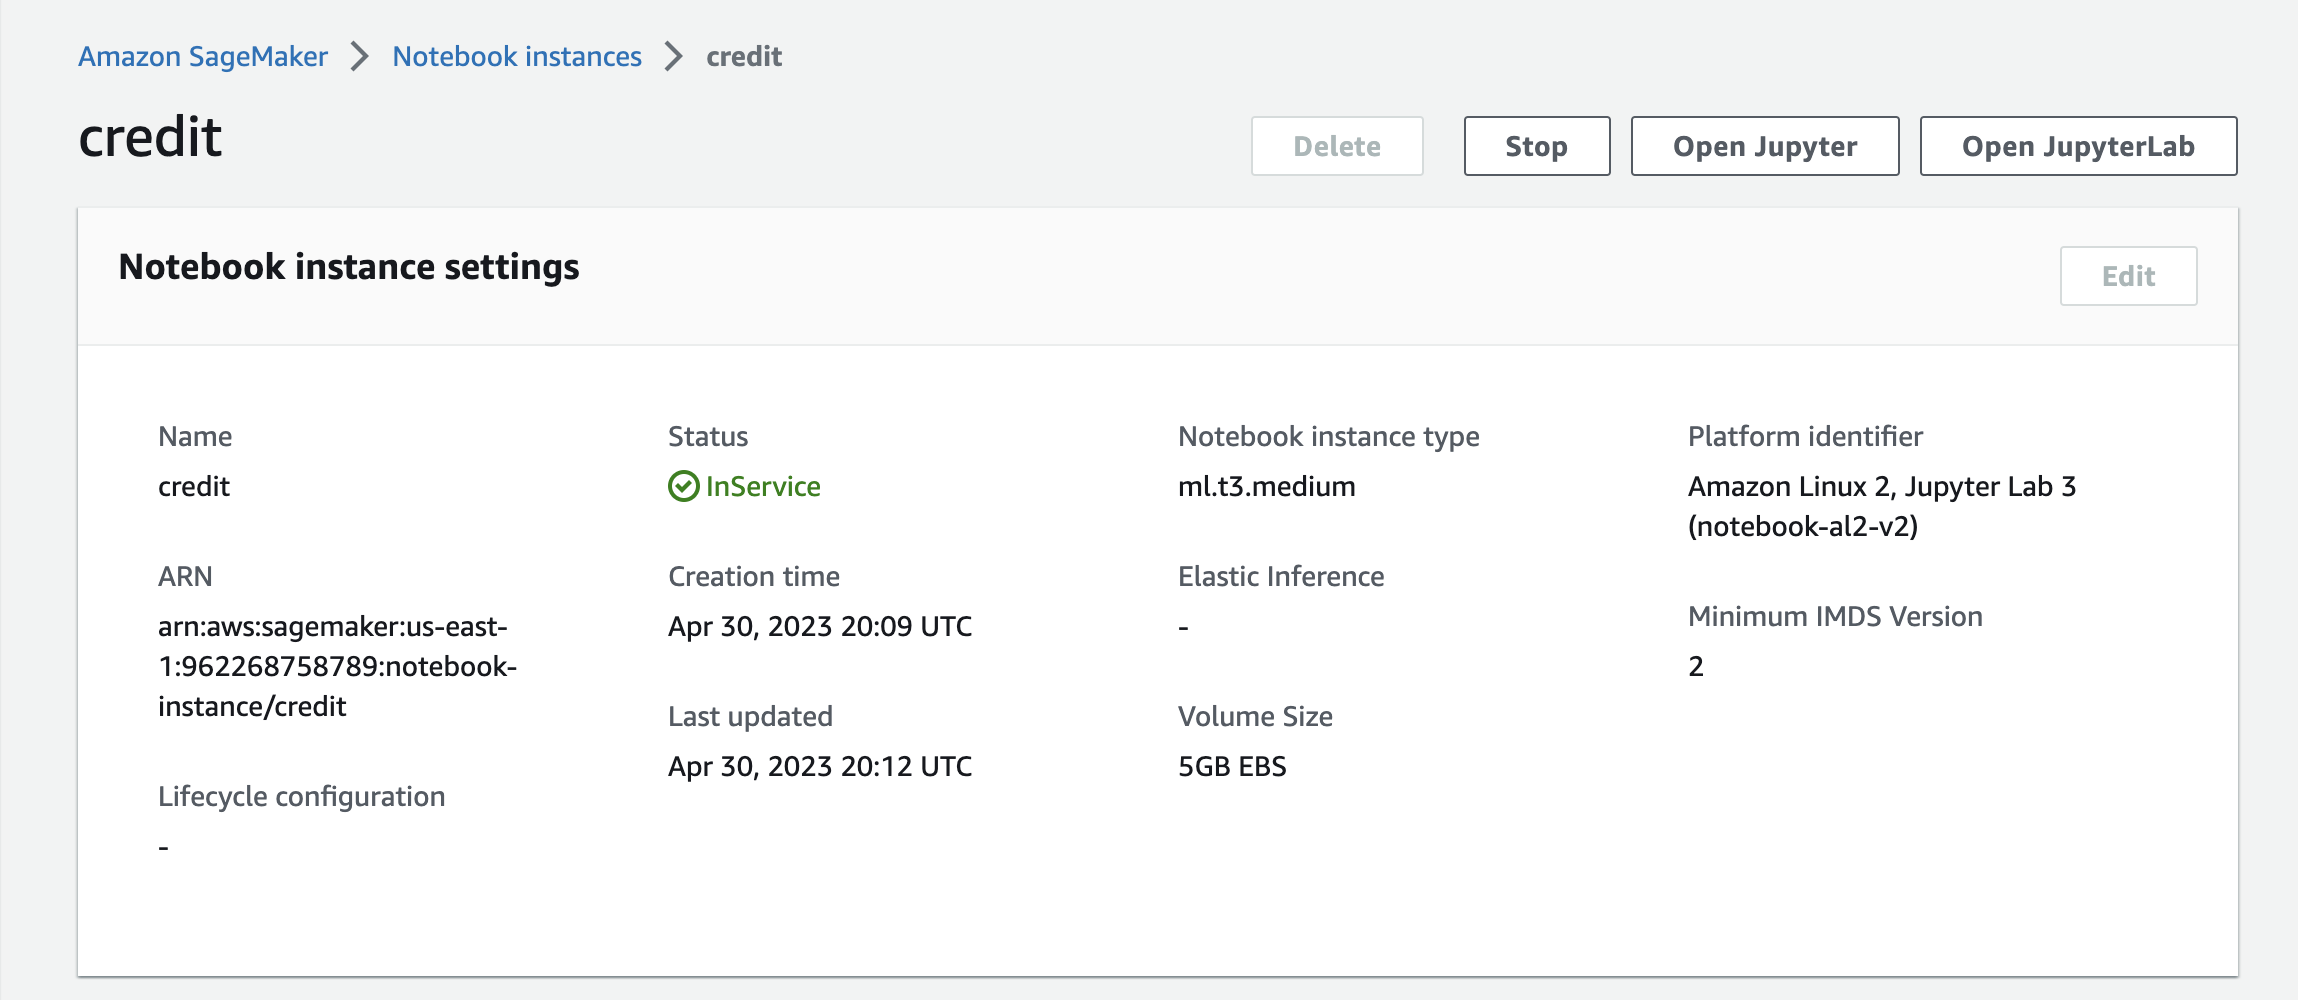 Amazon SageMaker > Notebook instances > credit
credit
Delete Stop Open Jupyter Open JupyterLab
Notebook instance settings
Edit
Name
credit
ARN
arn:aws:sagemaker:us-east-
1:962268758789:notebook-
instance/credit
Lifecycle configuration
-
Status
InService
Creation time
Apr 30, 2023 20:09 UTC
Last updated
Apr 30, 2023 20:12 UTC
Notebook instance type
ml.t3.medium
Elastic Inference
-
Volume Size
5GB EBS
Platform identifier
Amazon Linux 2, Jupyter Lab 3
(notebook-al2-v2)
Minimum IMDS Version
2